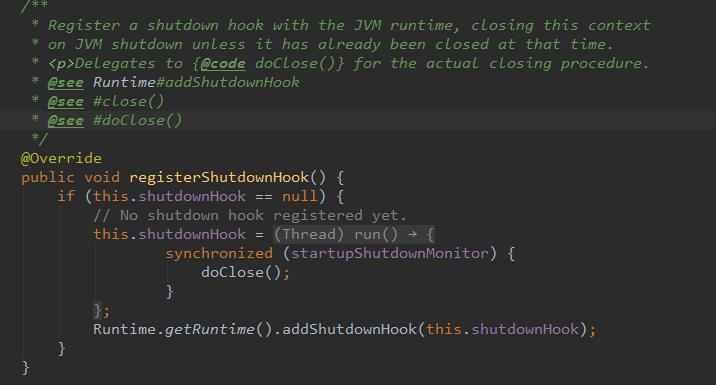 /**
 * Register a shutdown hook with the JVM runtime, closing this context
 * on JVM shutdown unless it has already been closed at that time.
 * <p>Delegates to {@code doClose()} for the actual closing procedure.
 * @see Runtime#addShutdownHook
 * @see #close()
 * @see #doClose()
 */
@Override
public void registerShutdownHook() {
    if (this.shutdownHook == null) {
        // No shutdown hook registered yet.
        this.shutdownHook = (Thread) run() → {
                synchronized (startupShutdownMonitor) {
                    doClose();
                }
        };
        Runtime.getRuntime().addShutdownHook(this.shutdownHook);
    }
}